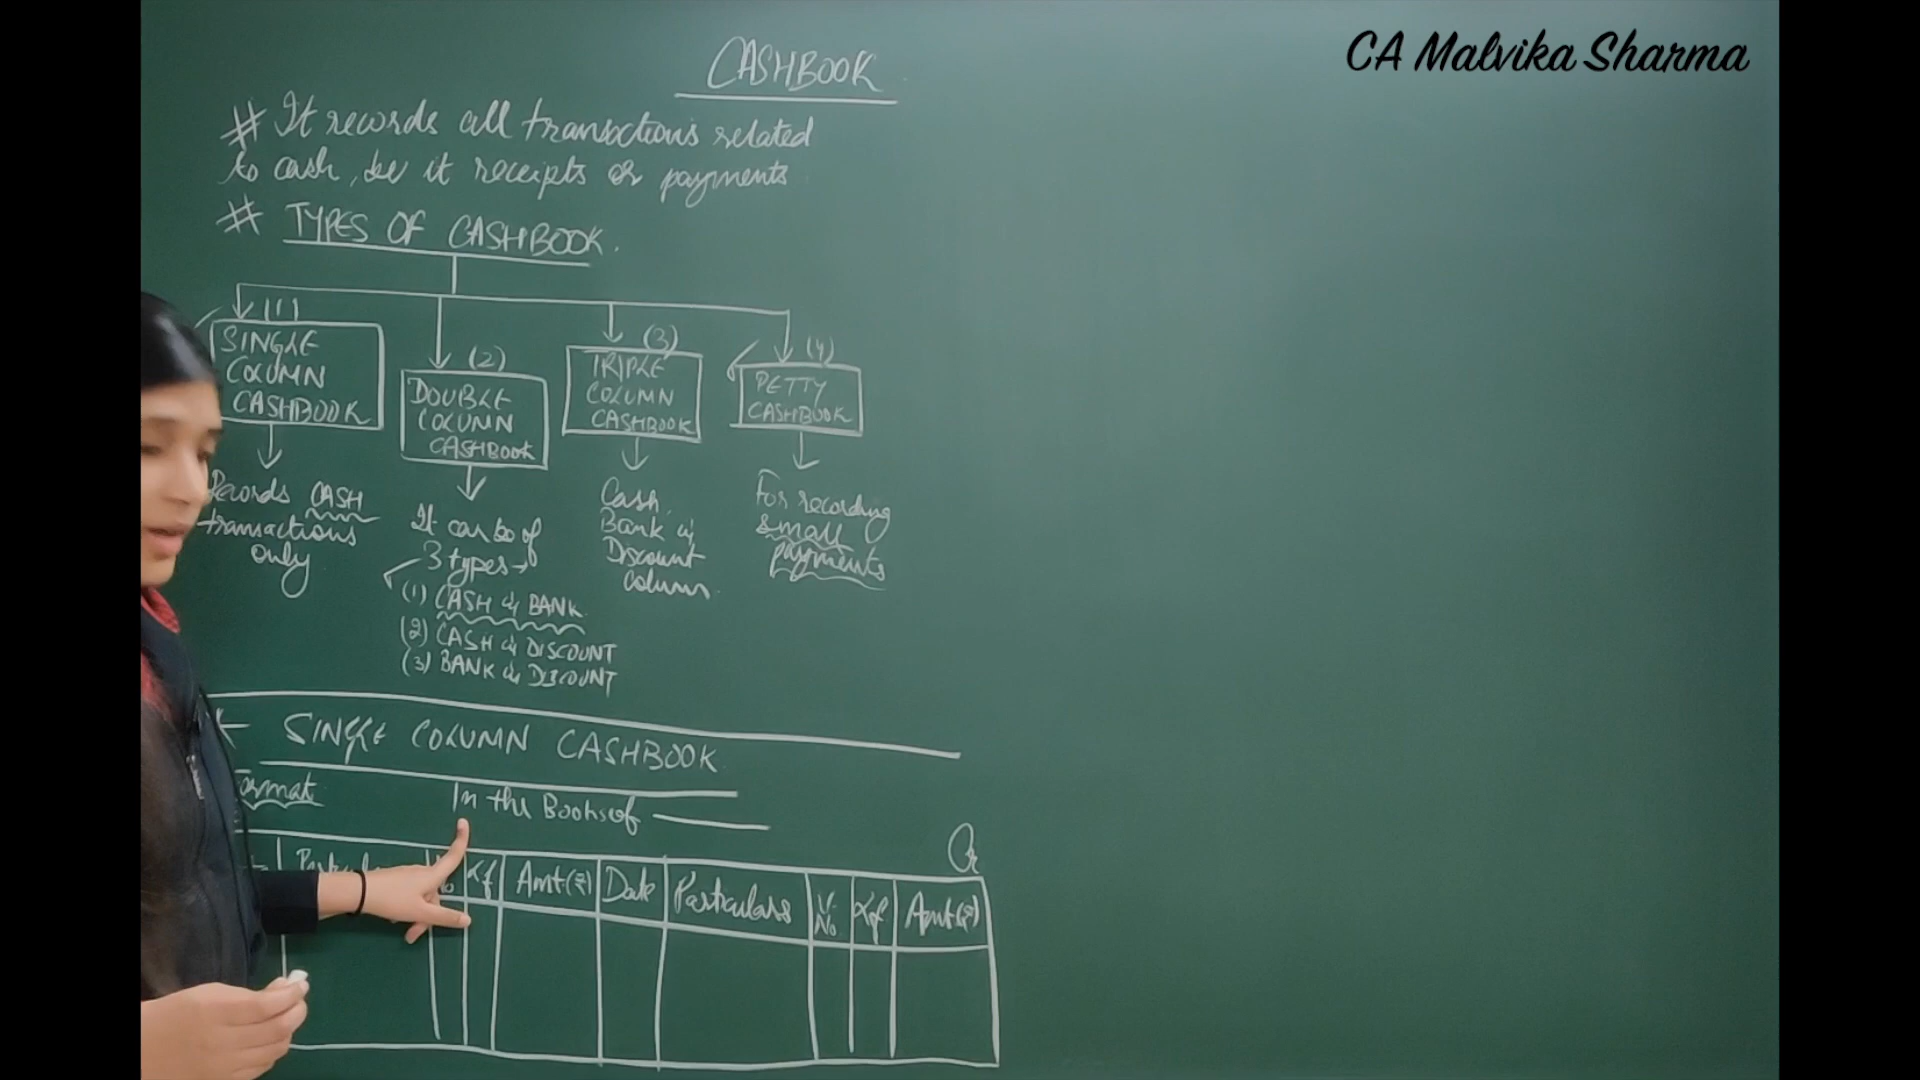 CA Malvika Sharma
CASHBOOK
# It records all transactions related
to cash, be it receipts or payments
# TYPES OF CASHBOOK.
(1)
SINGLE
COLUMN
CASHBOOK
Records CASH
transactions
only
(2)
DOUBLE
COLUMN
CASHBOOK
It can be of
3 types →
(1) CASH & BANK
(2) CASH & DISCOUNT
(3) BANK & DISCOUNT
(3)
TRIPLE
COLUMN
CASHBOOK
Cash,
Bank &
Discount
column.
(4)
PETTY
CASHBOOK
For recording
small
payments
SINGLE COLUMN CASHBOOK
In the Books of
Cr
Lf Amt(₹) Date Particulars V. No. Lf Amt(₹)